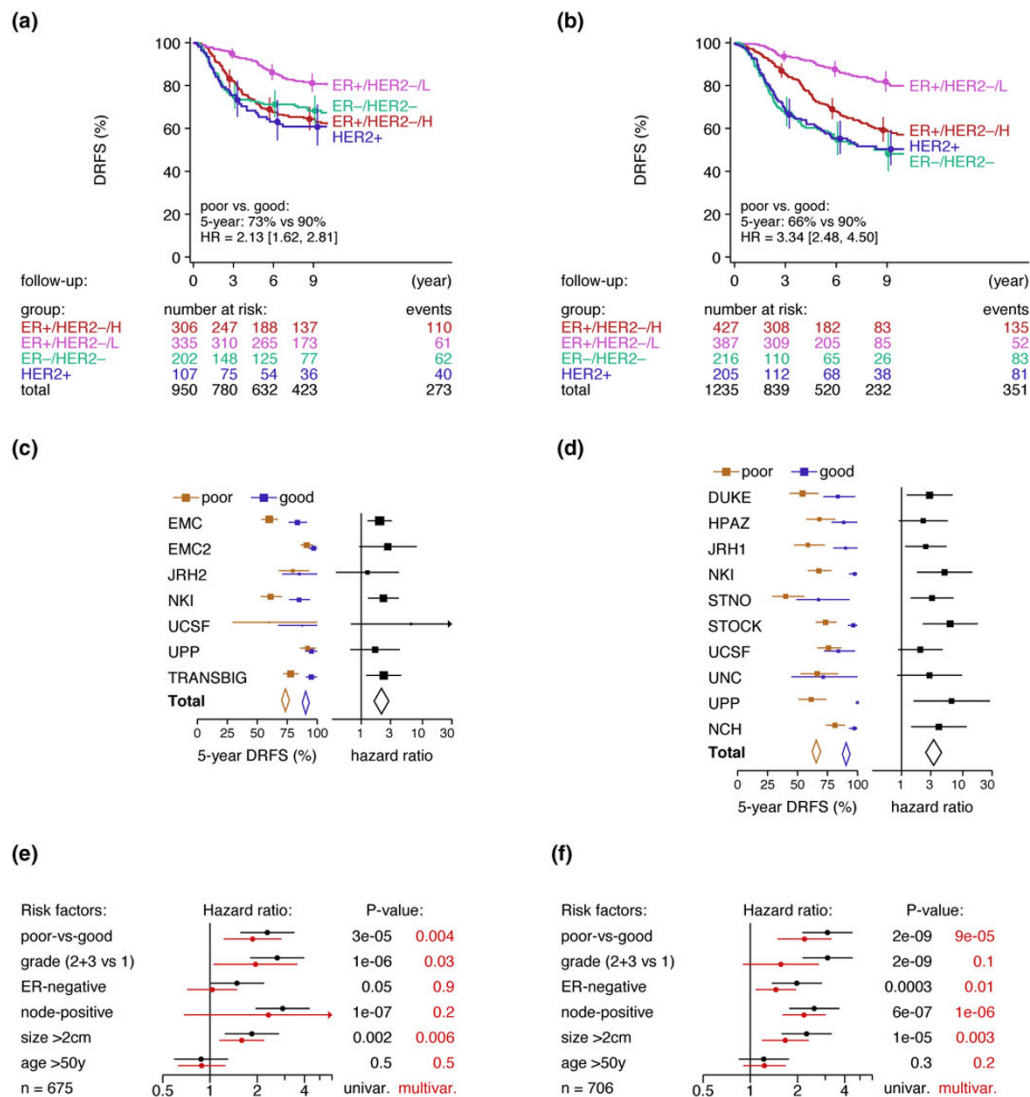 (a)
100
80
60
40
20
0
DRFS (%)
ER+/HER2−/L
ER−/HER2−
ER+/HER2−/H
HER2+
poor vs. good:
5-year: 73% vs 90%
HR = 2.13 [1.62, 2.81]
follow-up: 0 3 6 9 (year)
group: number at risk: events
ER+/HER2−/H 306 247 188 137 110
ER+/HER2−/L 335 310 265 173 61
ER−/HER2− 202 148 125 77 62
HER2+ 107 75 54 36 40
total 950 780 632 423 273
(b)
100
80
60
40
20
0
DRFS (%)
ER+/HER2−/L
ER+/HER2−/H
HER2+
ER−/HER2−
poor vs. good:
5-year: 66% vs 90%
HR = 3.34 [2.48, 4.50]
follow-up: 0 3 6 9 (year)
group: number at risk: events
ER+/HER2−/H 427 308 182 83 135
ER+/HER2−/L 387 309 205 85 52
ER−/HER2− 216 110 65 26 83
HER2+ 205 112 68 38 81
total 1235 839 520 232 351
(c)
poor good
EMC
EMC2
JRH2
NKI
UCSF
UPP
TRANSBIG
Total
0 25 50 75 100 1 3 10 30
5-year DRFS (%) hazard ratio
(d)
poor good
DUKE
HPAZ
JRH1
NKI
STNO
STOCK
UCSF
UNC
UPP
NCH
Total
0 25 50 75 100 1 3 10 30
5-year DRFS (%) hazard ratio
(e)
Risk factors: Hazard ratio: P-value:
poor-vs-good 3e-05 0.004
grade (2+3 vs 1) 1e-06 0.03
ER-negative 0.05 0.9
node-positive 1e-07 0.2
size >2cm 0.002 0.006
age >50y 0.5 0.5
n = 675 univar. multivar.
0.5 1 2 4
(f)
Risk factors: Hazard ratio: P-value:
poor-vs-good 2e-09 9e-05
grade (2+3 vs 1) 2e-09 0.1
ER-negative 0.0003 0.01
node-positive 6e-07 1e-06
size >2cm 1e-05 0.003
age >50y 0.3 0.2
n = 706 univar. multivar.
0.5 1 2 4